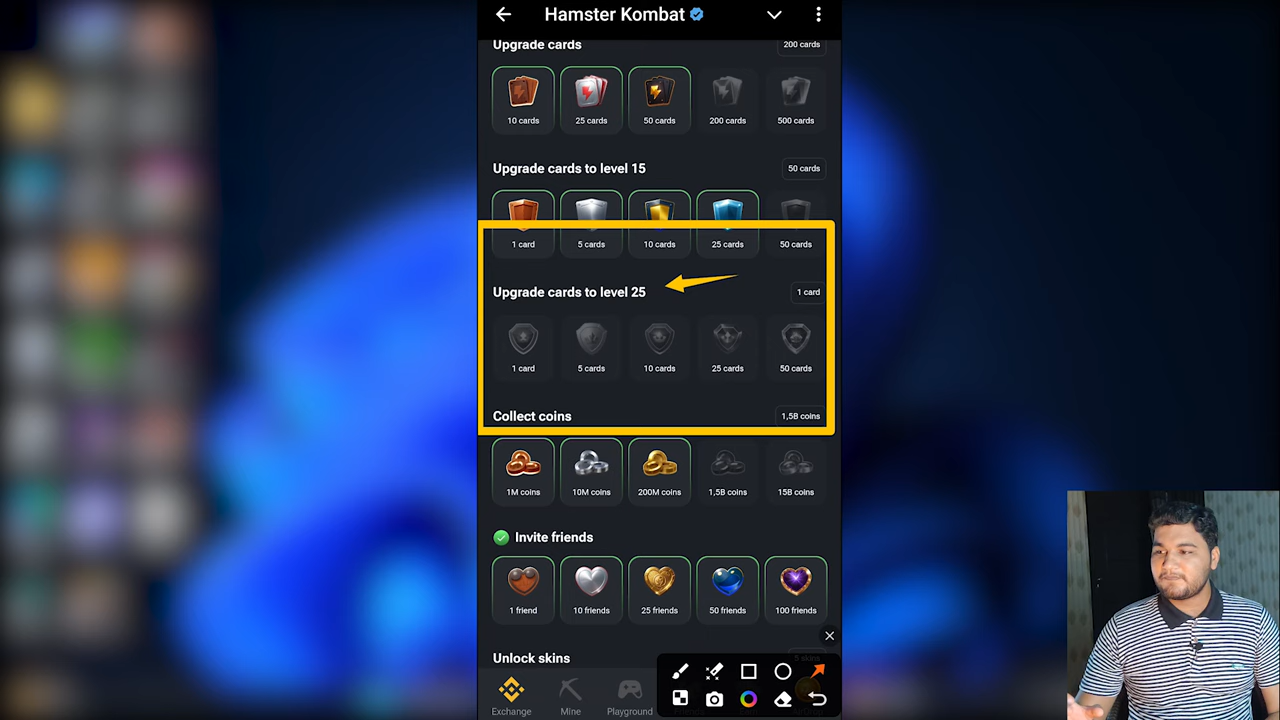 Hamster Kombat
Upgrade cards
200 cards
10 cards
25 cards
50 cards
200 cards
500 cards
Upgrade cards to level 15
50 cards
1 card
5 cards
10 cards
25 cards
50 cards
Upgrade cards to level 25
1 card
1 card
5 cards
10 cards
25 cards
50 cards
Collect coins
1,5B coins
1M coins
10M coins
200M coins
1,5B coins
15B coins
Invite friends
1 friend
10 friends
25 friends
50 friends
100 friends
Unlock skins
5 skins
Exchange
Mine
Playground